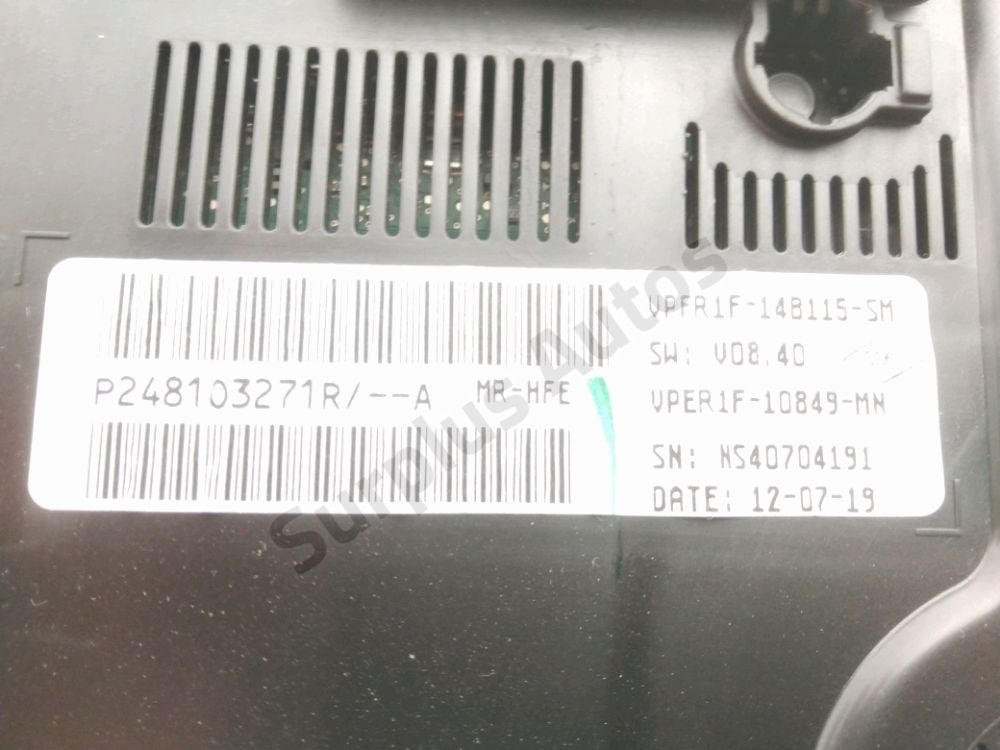 P248103271R/--A MR-HFE
VPFR1F-14B115-SM
SW: V08.40
VPER1F-10849-MN
SN: NS40704191
DATE: 12-07-19
Surplus Autos